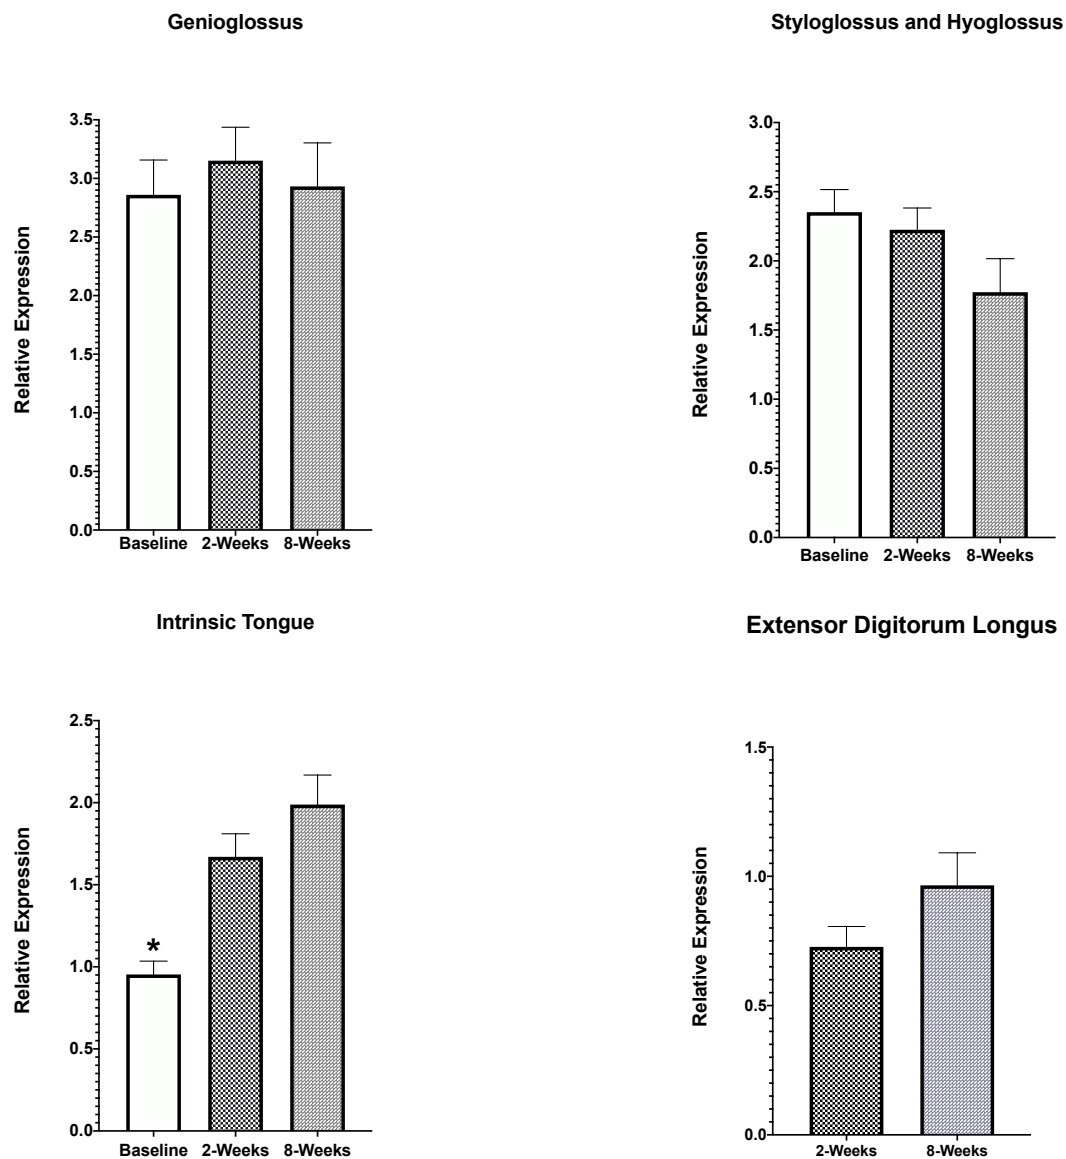 Genioglossus
Relative Expression
3.5
3.0
2.5
2.0
1.5
1.0
0.5
0.0
Baseline 2-Weeks 8-Weeks
Styloglossus and Hyoglossus
Relative Expression
3.0
2.5
2.0
1.5
1.0
0.5
0.0
Baseline 2-Weeks 8-Weeks
Intrinsic Tongue
Relative Expression
2.5
2.0
1.5
1.0
0.5
0.0
*
Baseline 2-Weeks 8-Weeks
Extensor Digitorum Longus
Relative Expression
1.5
1.0
0.5
0.0
2-Weeks 8-Weeks